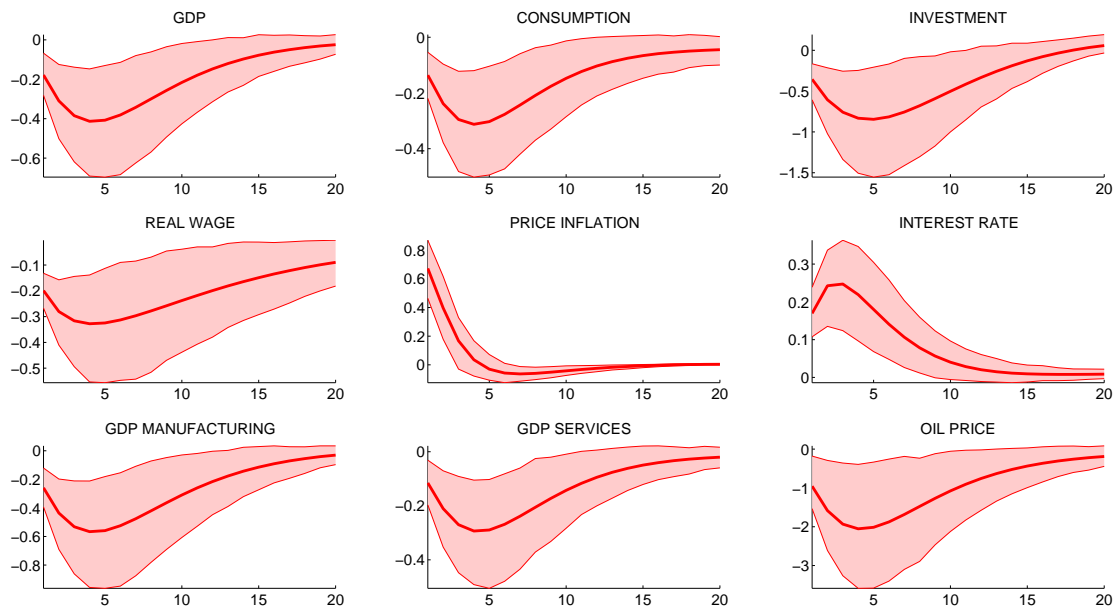 GDP
0
−0.2
−0.4
−0.6
5 10 15 20
CONSUMPTION
0
−0.2
−0.4
5 10 15 20
INVESTMENT
0
−0.5
−1
−1.5
5 10 15 20
REAL WAGE
−0.1
−0.2
−0.3
−0.4
−0.5
5 10 15 20
PRICE INFLATION
0.8
0.6
0.4
0.2
0
5 10 15 20
INTEREST RATE
0.3
0.2
0.1
0
5 10 15 20
GDP MANUFACTURING
0
−0.2
−0.4
−0.6
−0.8
5 10 15 20
GDP SERVICES
0
−0.2
−0.4
5 10 15 20
OIL PRICE
0
−1
−2
−3
5 10 15 20